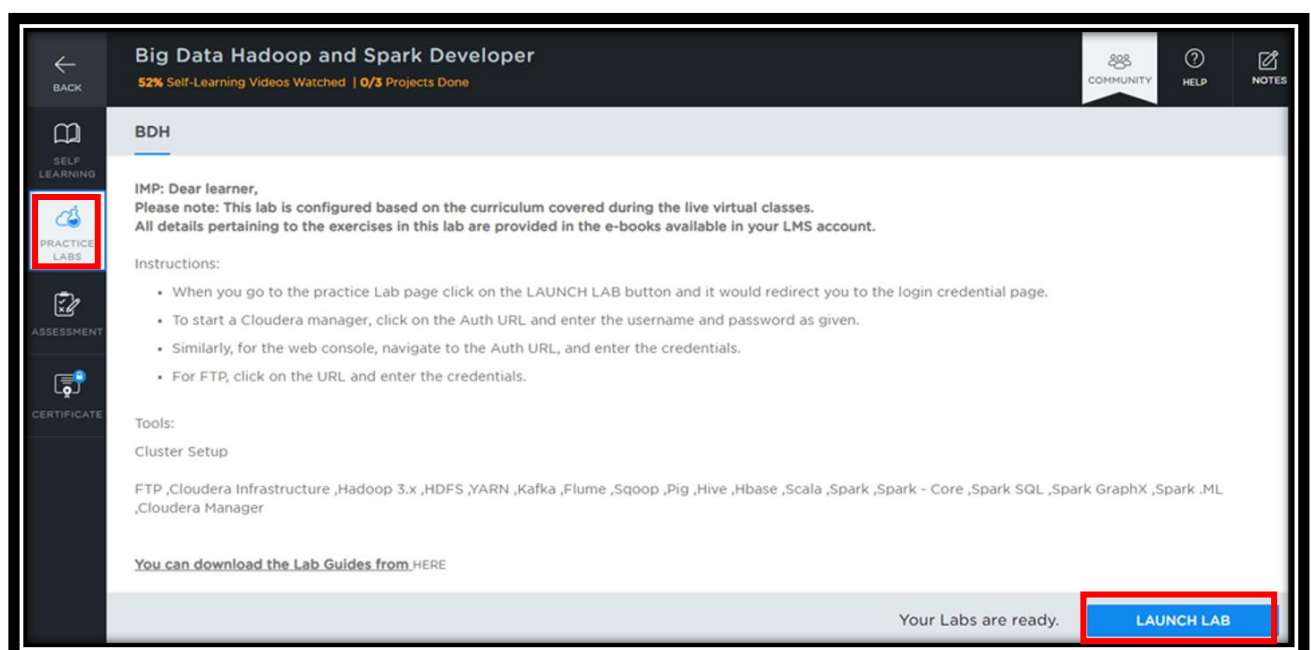 Big Data Hadoop and Spark Developer
52% Self-Learning Videos Watched | 0/3 Projects Done
BACK
COMMUNITY
HELP
NOTES
SELF
LEARNING
PRACTICE
LABS
ASSESSMENT
CERTIFICATE
BDH
IMP: Dear learner,
Please note: This lab is configured based on the curriculum covered during the live virtual classes.
All details pertaining to the exercises in this lab are provided in the e-books available in your LMS account.
Instructions:
• When you go to the practice Lab page click on the LAUNCH LAB button and it would redirect you to the login credential page.
• To start a Cloudera manager, click on the Auth URL and enter the username and password as given.
• Similarly, for the web console, navigate to the Auth URL, and enter the credentials.
• For FTP, click on the URL and enter the credentials.
Tools:
Cluster Setup
FTP ,Cloudera Infrastructure ,Hadoop 3.x ,HDFS ,YARN ,Kafka ,Flume ,Sqoop ,Pig ,Hive ,Hbase ,Scala ,Spark ,Spark - Core ,Spark SQL ,Spark GraphX ,Spark .ML
,Cloudera Manager
You can download the Lab Guides from HERE
Your Labs are ready.
LAUNCH LAB